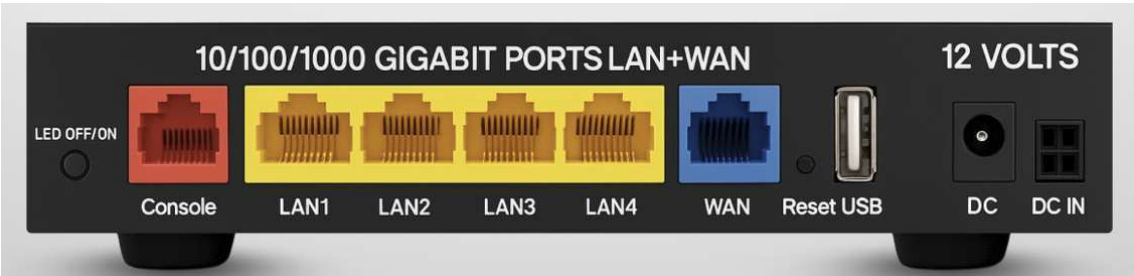 10/100/1000 GIGABIT PORTS LAN+WAN
12 VOLTS
LED OFF/ON
Console
LAN1
LAN2
LAN3
LAN4
WAN
Reset USB
DC
DC IN